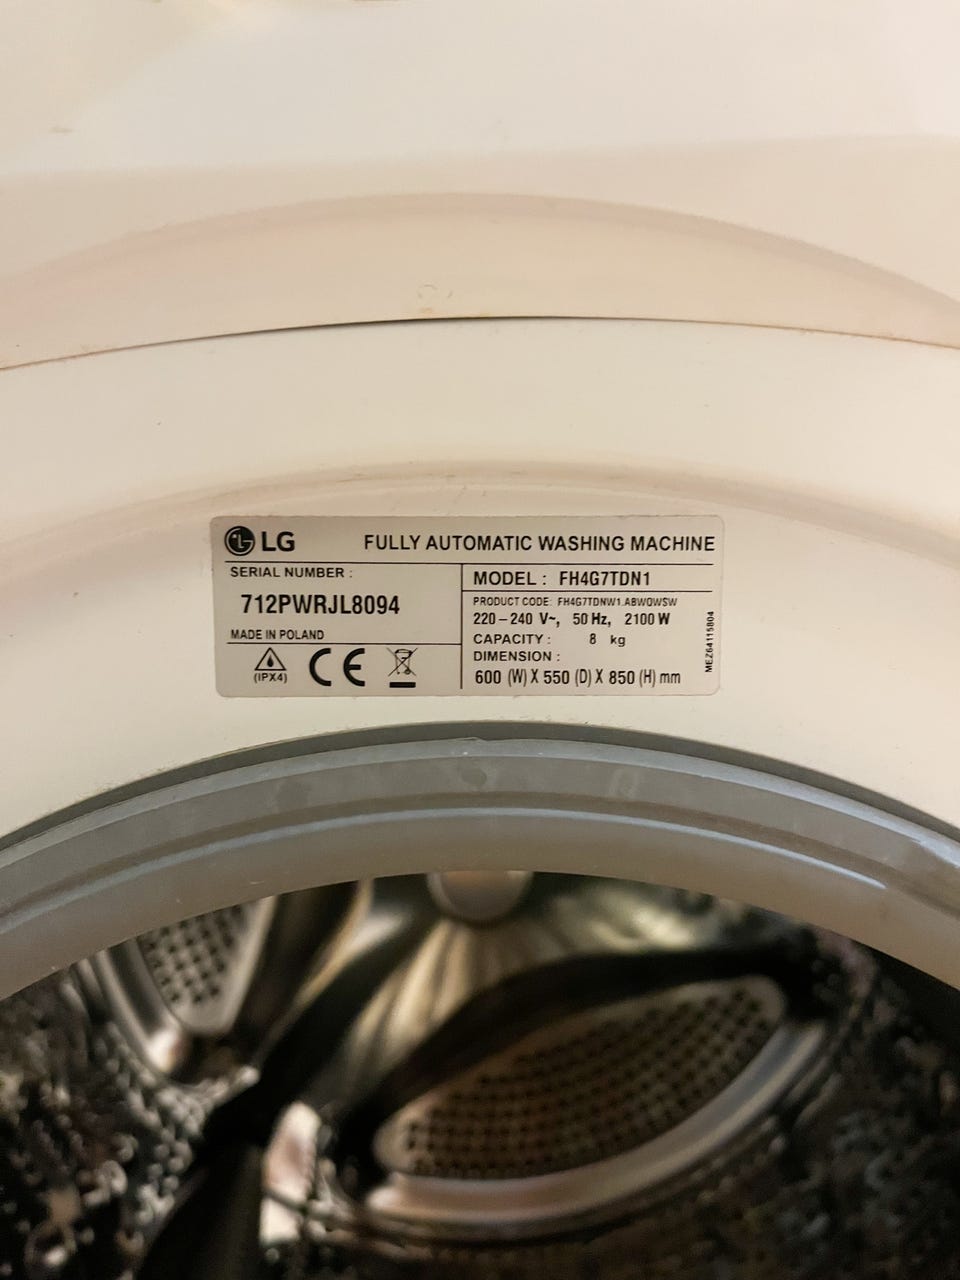 LG FULLY AUTOMATIC WASHING MACHINE
SERIAL NUMBER :
712PWRJL8094
MADE IN POLAND
(IPX4) CE
MODEL : FH4G7TDN1
PRODUCT CODE: FH4G7TDNW1.ABWQWSW
220 – 240 V~, 50 Hz, 2100 W
CAPACITY : 8 kg
DIMENSION :
600 (W) X 550 (D) X 850 (H) mm
MEZ64115804